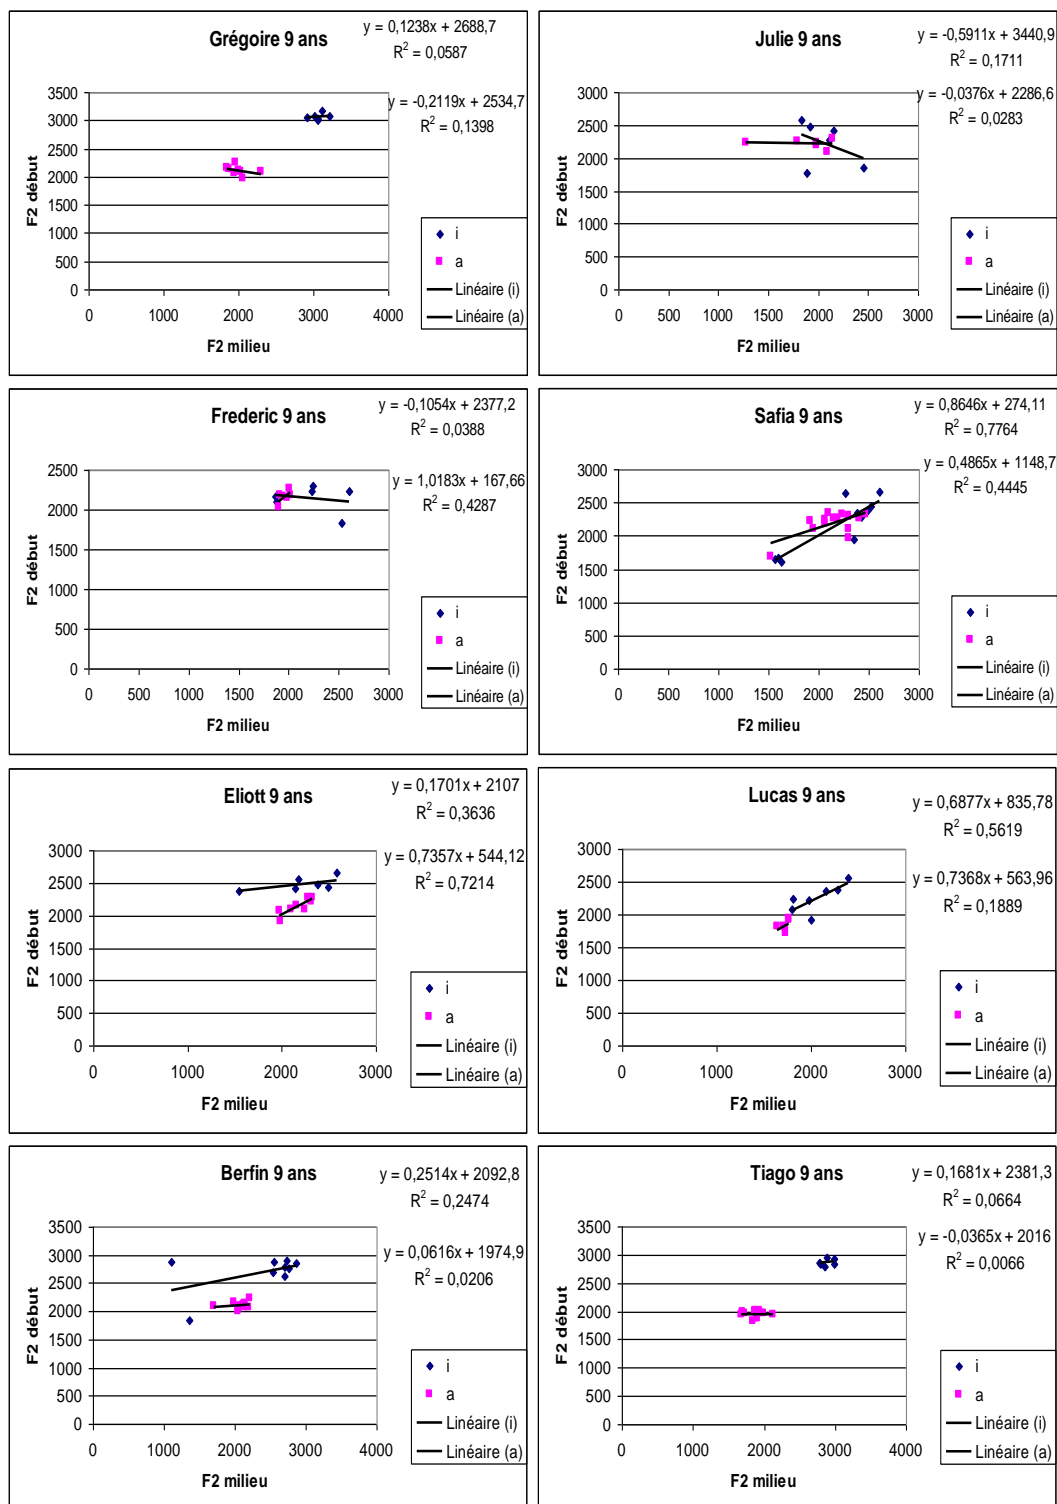 Grégoire 9 ans
y = 0,1238x + 2688,7
R² = 0,0587
y = -0,2119x + 2534,7
R² = 0,1398
F2 début
3500
3000
2500
2000
1500
1000
500
0
0 1000 2000 3000 4000
F2 milieu
i
a
Linéaire (i)
Linéaire (a)
Julie 9 ans
y = -0,5911x + 3440,9
R² = 0,1711
y = -0,0376x + 2286,6
R² = 0,0283
F2 début
3000
2500
2000
1500
1000
500
0
0 500 1000 1500 2000 2500 3000
F2 milieu
i
a
Linéaire (i)
Linéaire (a)
Frederic 9 ans
y = -0,1054x + 2377,2
R² = 0,0388
y = 1,0183x + 167,66
R² = 0,4287
F2 début
2500
2000
1500
1000
500
0
0 500 1000 1500 2000 2500 3000
F2 milieu
i
a
Linéaire (i)
Linéaire (a)
Safia 9 ans
y = 0,8646x + 274,11
R² = 0,7764
y = 0,4865x + 1148,7
R² = 0,4445
F2 début
3000
2500
2000
1500
1000
500
0
0 500 1000 1500 2000 2500 3000
F2 milieu
i
a
Linéaire (i)
Linéaire (a)
Eliott 9 ans
y = 0,1701x + 2107
R² = 0,3636
y = 0,7357x + 544,12
R² = 0,7214
F2 début
3000
2500
2000
1500
1000
500
0
0 1000 2000 3000
F2 milieu
i
a
Linéaire (i)
Linéaire (a)
Lucas 9 ans
y = 0,6877x + 835,78
R² = 0,5619
y = 0,7368x + 563,96
R² = 0,1889
F2 début
3000
2500
2000
1500
1000
500
0
0 1000 2000 3000
F2 milieu
i
a
Linéaire (i)
Linéaire (a)
Berfin 9 ans
y = 0,2514x + 2092,8
R² = 0,2474
y = 0,0616x + 1974,9
R² = 0,0206
F2 début
3500
3000
2500
2000
1500
1000
500
0
0 1000 2000 3000 4000
F2 milieu
i
a
Linéaire (i)
Linéaire (a)
Tiago 9 ans
y = 0,1681x + 2381,3
R² = 0,0664
y = -0,0365x + 2016
R² = 0,0066
F2 début
3500
3000
2500
2000
1500
1000
500
0
0 1000 2000 3000 4000
F2 milieu
i
a
Linéaire (i)
Linéaire (a)